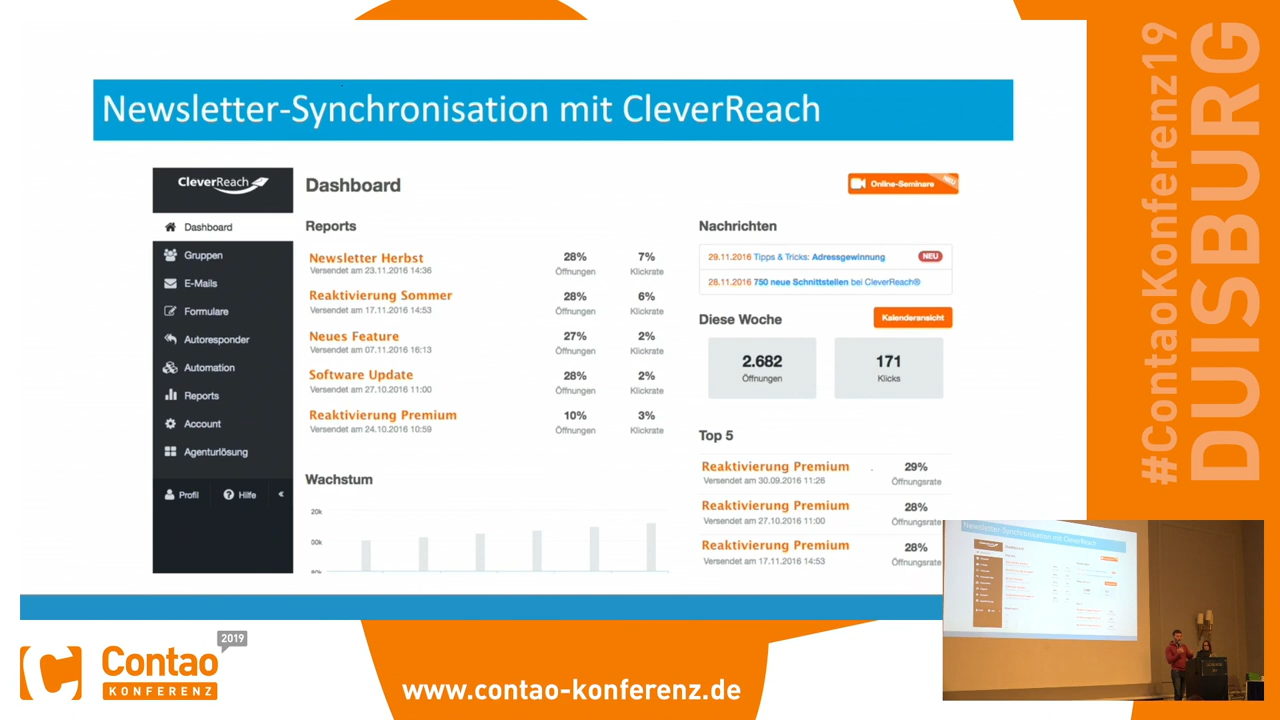 Newsletter-Synchronisation mit CleverReach
CleverReach
Dashboard
Gruppen
E-Mails
Formulare
Autoresponder
Automation
Reports
Account
Agenturlösung
Profil
Hilfe
Dashboard
Online-Seminare
NEU
Reports
Newsletter Herbst 28% 7%
Versendet am 23.11.2016 14:36 Öffnungen Klickrate
Reaktivierung Sommer 28% 6%
Versendet am 17.11.2016 14:53 Öffnungen Klickrate
Neues Feature 27% 2%
Versendet am 07.11.2016 16:13 Öffnungen Klickrate
Software Update 28% 2%
Versendet am 27.10.2016 11:00 Öffnungen Klickrate
Reaktivierung Premium 10% 3%
Versendet am 24.10.2016 10:59 Öffnungen Klickrate
Wachstum
20k
00k
Nachrichten
29.11.2016 Tipps & Tricks: Adressgewinnung NEU
28.11.2016 750 neue Schnittstellen bei CleverReach®
Diese Woche
Kalenderansicht
2.682 171
Öffnungen Klicks
Top 5
Reaktivierung Premium 29%
Versendet am 30.09.2016 11:26 Öffnungsrate
Reaktivierung Premium 28%
Versendet am 27.10.2016 11:00 Öffnungsrate
Reaktivierung Premium 28%
Versendet am 17.11.2016 14:53 Öffnungsrate
#ContaoKonferenz19
DUISBURG
Newsletter-Synchronisation mit CleverReach
2019
Contao
KONFERENZ
www.contao-konferenz.de